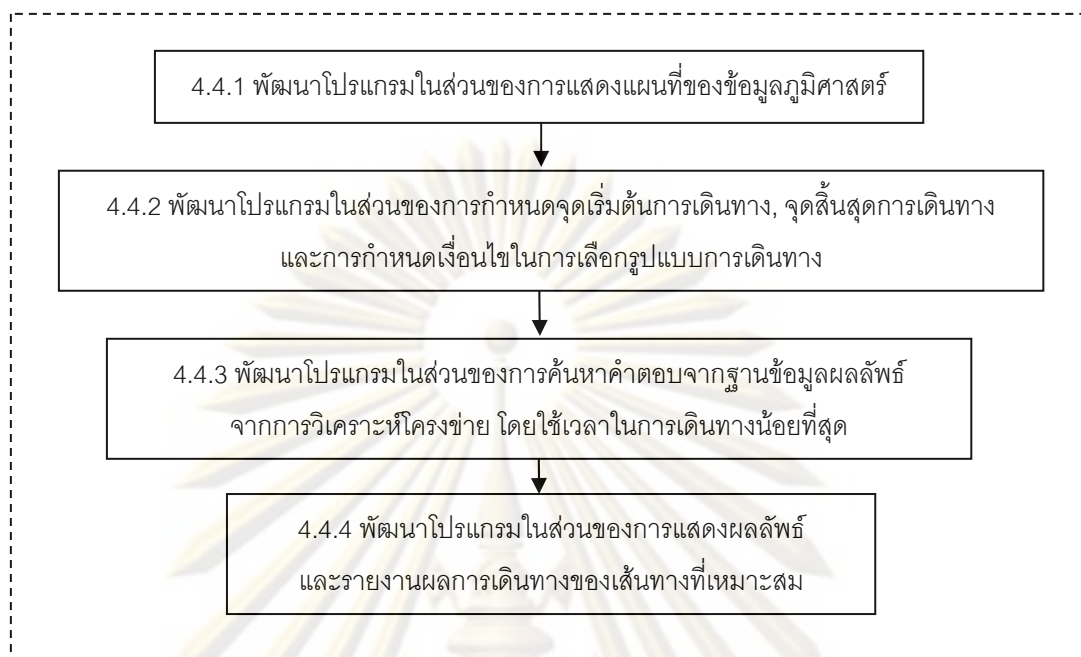 4.4.1 พัฒนาโปรแกรมในส่วนของการแสดงแผนที่ของข้อมูลภูมิศาสตร์
4.4.2 พัฒนาโปรแกรมในส่วนของการกำหนดจุดเริ่มต้นการเดินทาง, จุดสิ้นสุดการเดินทาง
และการกำหนดเงื่อนไขในการเลือกรูปแบบการเดินทาง
4.4.3 พัฒนาโปรแกรมในส่วนของการค้นหาคำตอบจากฐานข้อมูลผลลัพธ์
จากการวิเคราะห์โครงข่าย โดยใช้เวลาในการเดินทางน้อยที่สุด
4.4.4 พัฒนาโปรแกรมในส่วนของการแสดงผลลัพธ์
และรายงานผลการเดินทางของเส้นทางที่เหมาะสม